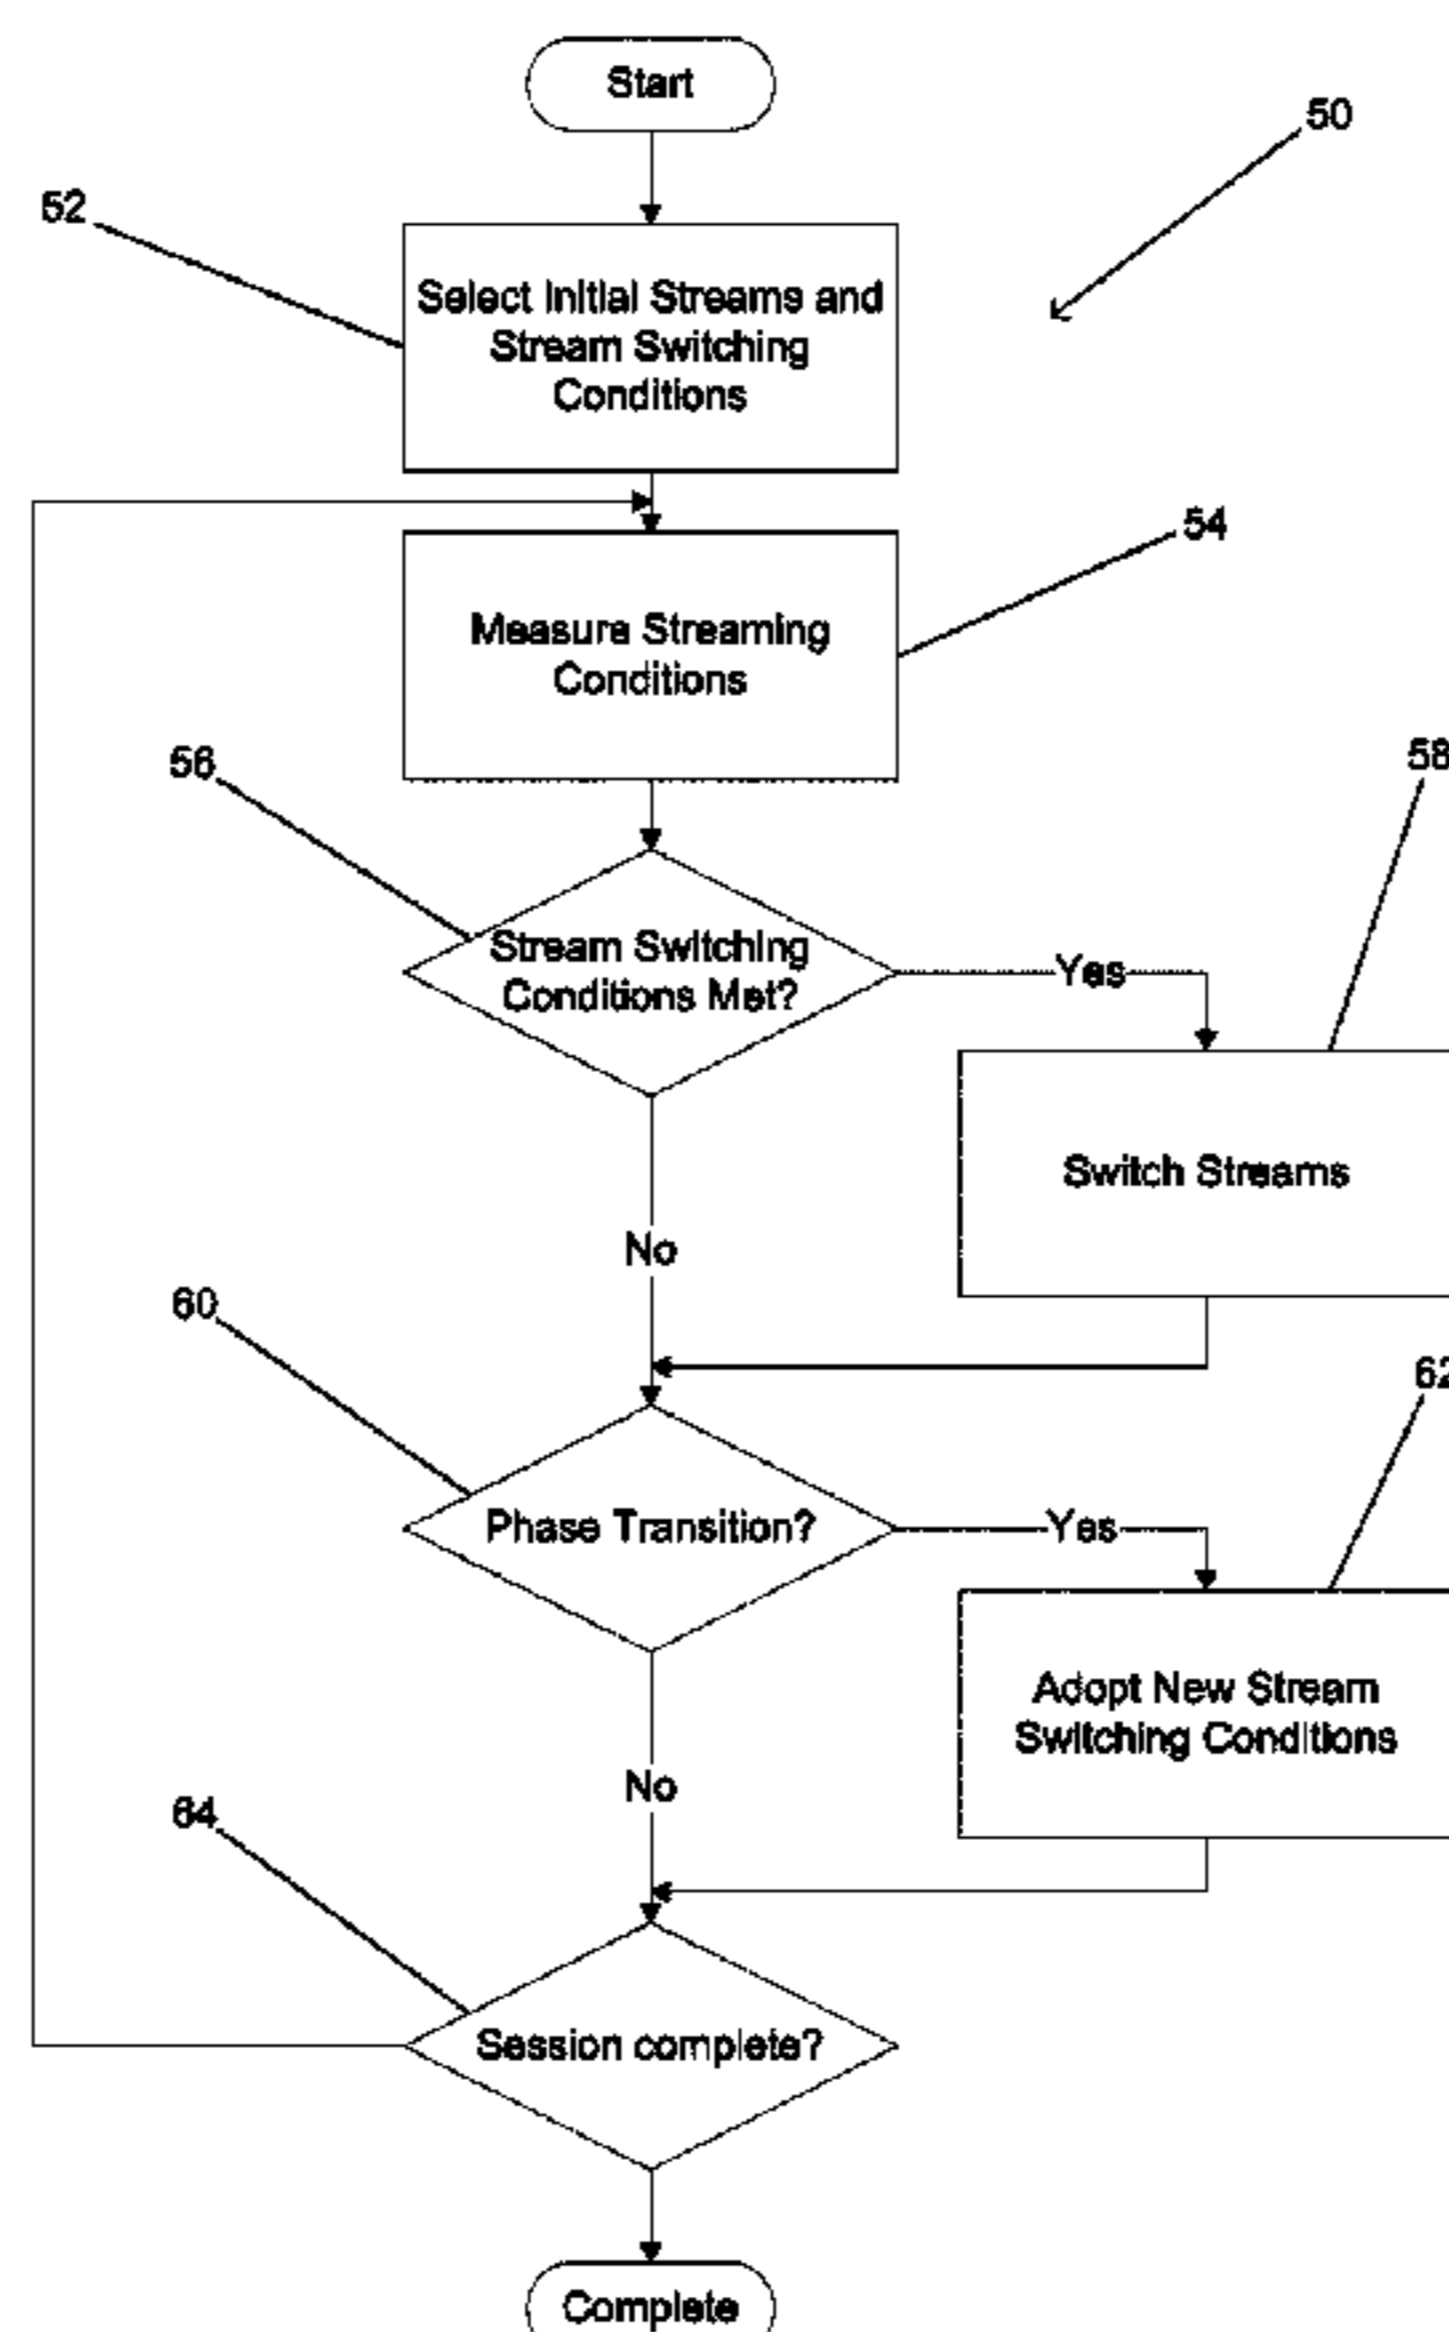 Start
50
52
Select Initial Streams and
Stream Switching
Conditions
54
Measure Streaming
Conditions
56
58
Stream Switching
Conditions Met?
Yes
Switch Streams
No
60
62
Phase Transition?
Yes
Adopt New Stream
Switching Conditions
No
64
Session complete?
Complete